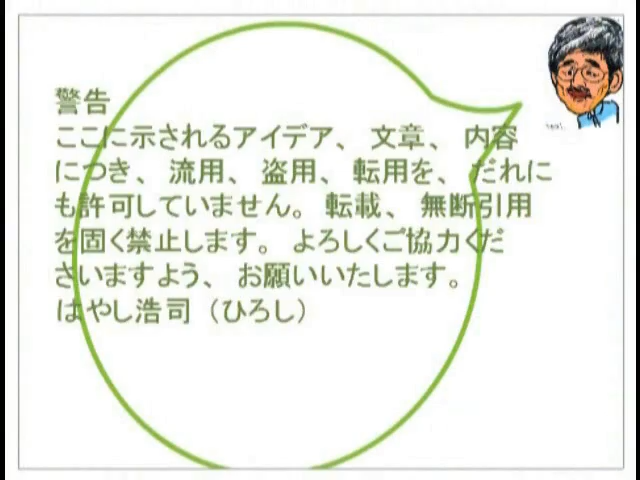 警告
ここに示されるアイデア、 文章、 内容
につき、 流用、 盗用、 転用を、 だれに
も許可していません。 転載、 無断引用
を固く禁止します。 よろしくご協力くだ
さいますよう、 お願いいたします。
はやし浩司 (ひろし)